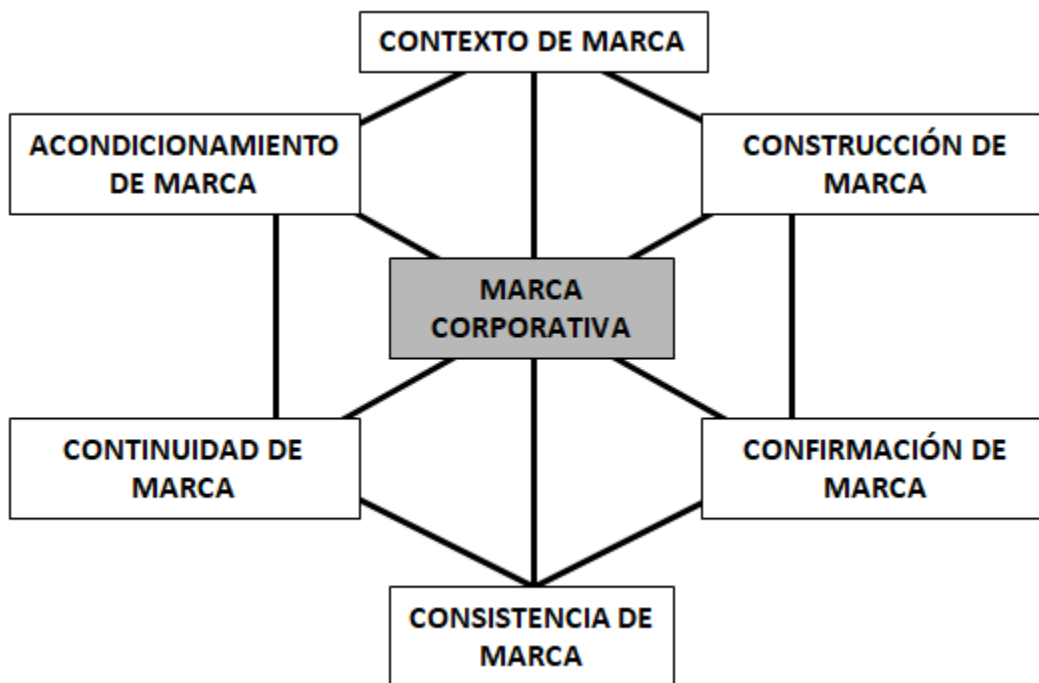 CONTEXTO DE MARCA
ACONDICIONAMIENTO
DE MARCA
CONSTRUCCIÓN DE
MARCA
MARCA
CORPORATIVA
CONTINUIDAD DE
MARCA
CONFIRMACIÓN DE
MARCA
CONSISTENCIA DE
MARCA